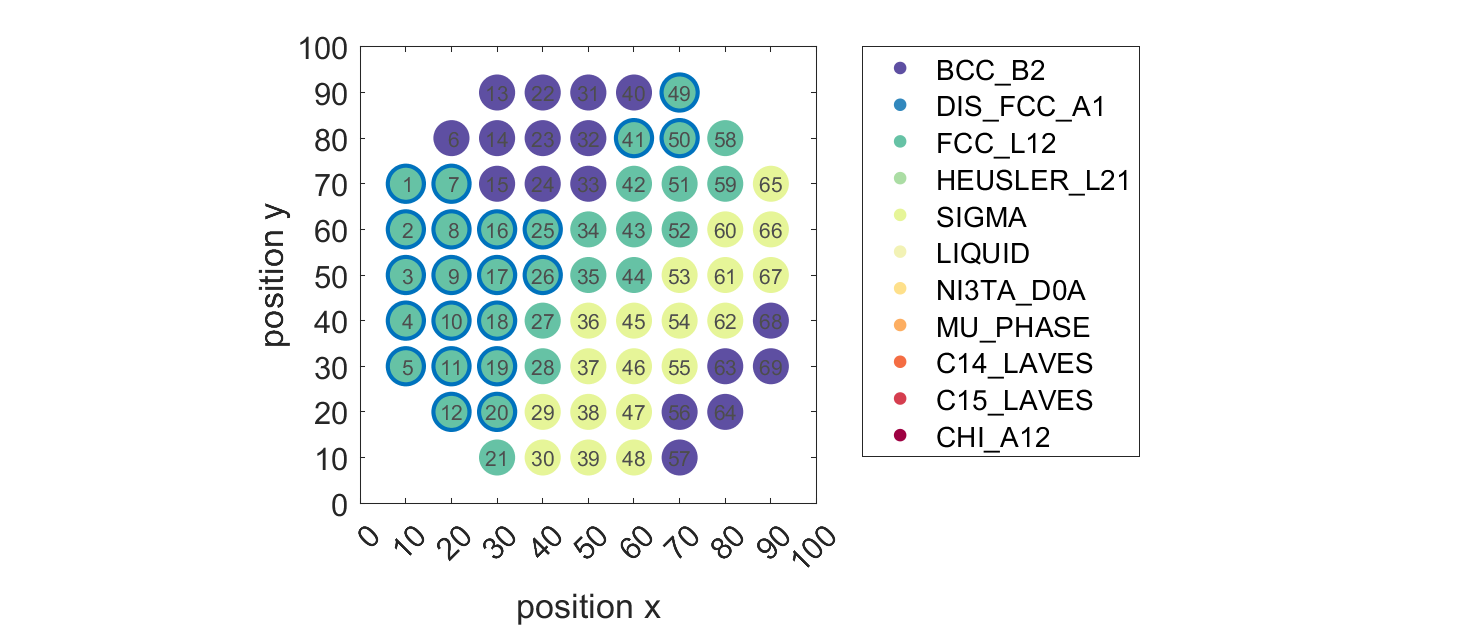 100
90
80
70
60
50
40
30
20
10
0
position y
13 22 31 40 49
6 14 23 32 41 50 58
1 7 15 24 33 42 51 59 65
2 8 16 25 34 43 52 60 66
3 9 17 26 35 44 53 61 67
4 10 18 27 36 45 54 62 68
5 11 19 28 37 46 55 63 69
12 20 29 38 47 56 64
21 30 39 48 57
0 10 20 30 40 50 60 70 80 90 100
position x
BCC_B2
DIS_FCC_A1
FCC_L12
HEUSLER_L21
SIGMA
LIQUID
NI3TA_D0A
MU_PHASE
C14_LAVES
C15_LAVES
CHI_A12